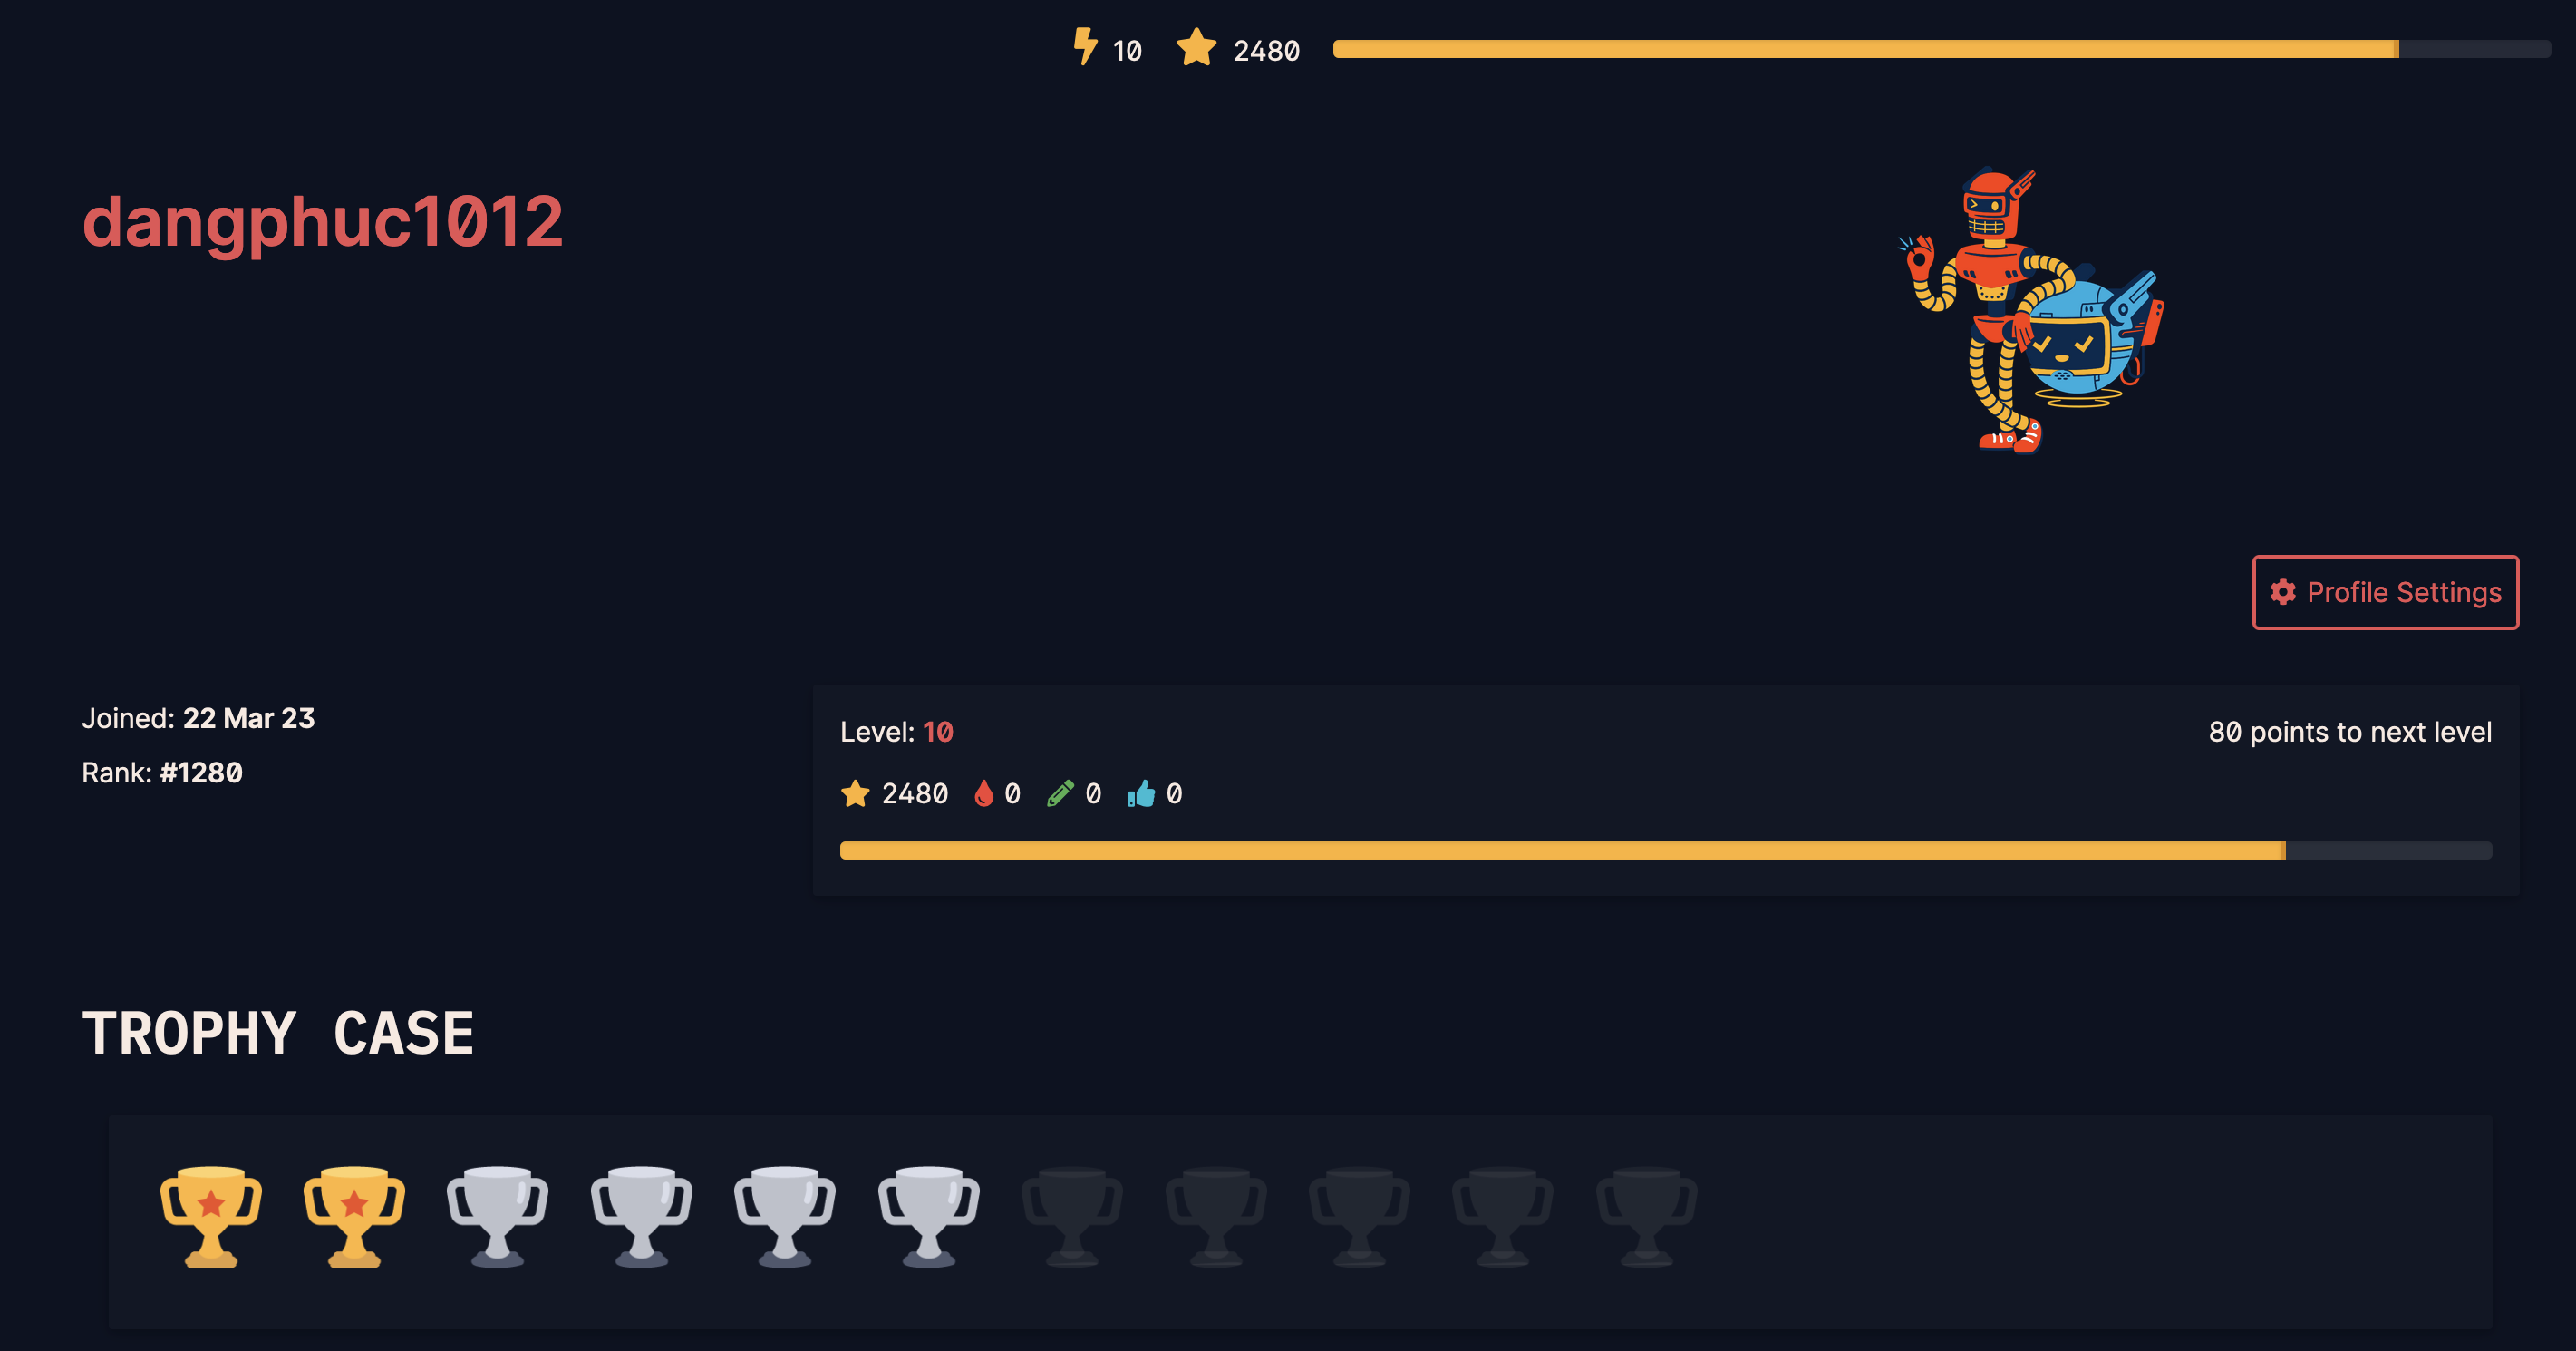 10 2480
dangphuc1012
Profile Settings
Joined: 22 Mar 23
Rank: #1280
Level: 10
80 points to next level
2480 0 0 0
TROPHY CASE